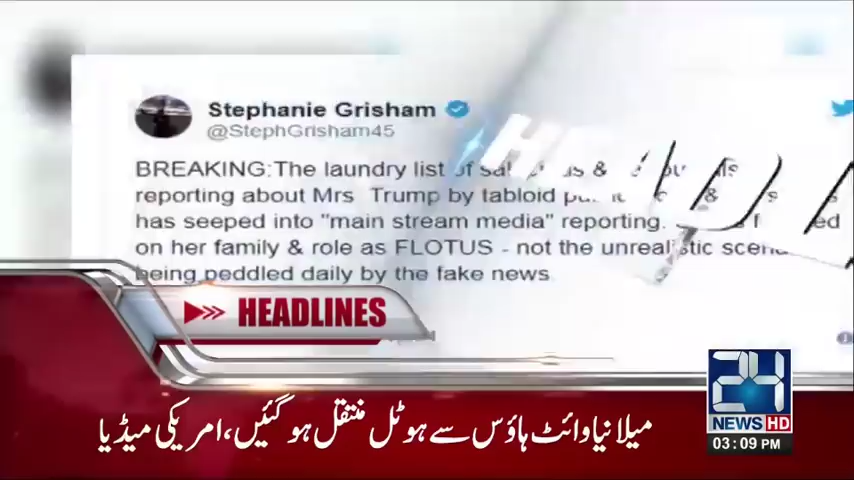 Stephanie Grisham
@StephGrisham45
BREAKING:The laundry list of & 
reporting about Mrs. Trump by tabloid &
has seeped into "main stream media" reporting.
on her family & role as FLOTUS - not the unrealistic
being peddled daily by the fake news.
HEADLINES
24
NEWS HD
03:09 PM
میلانیا وائٹ ہاؤس سے ہوٹل منتقل ہو گئیں، امریکی میڈیا